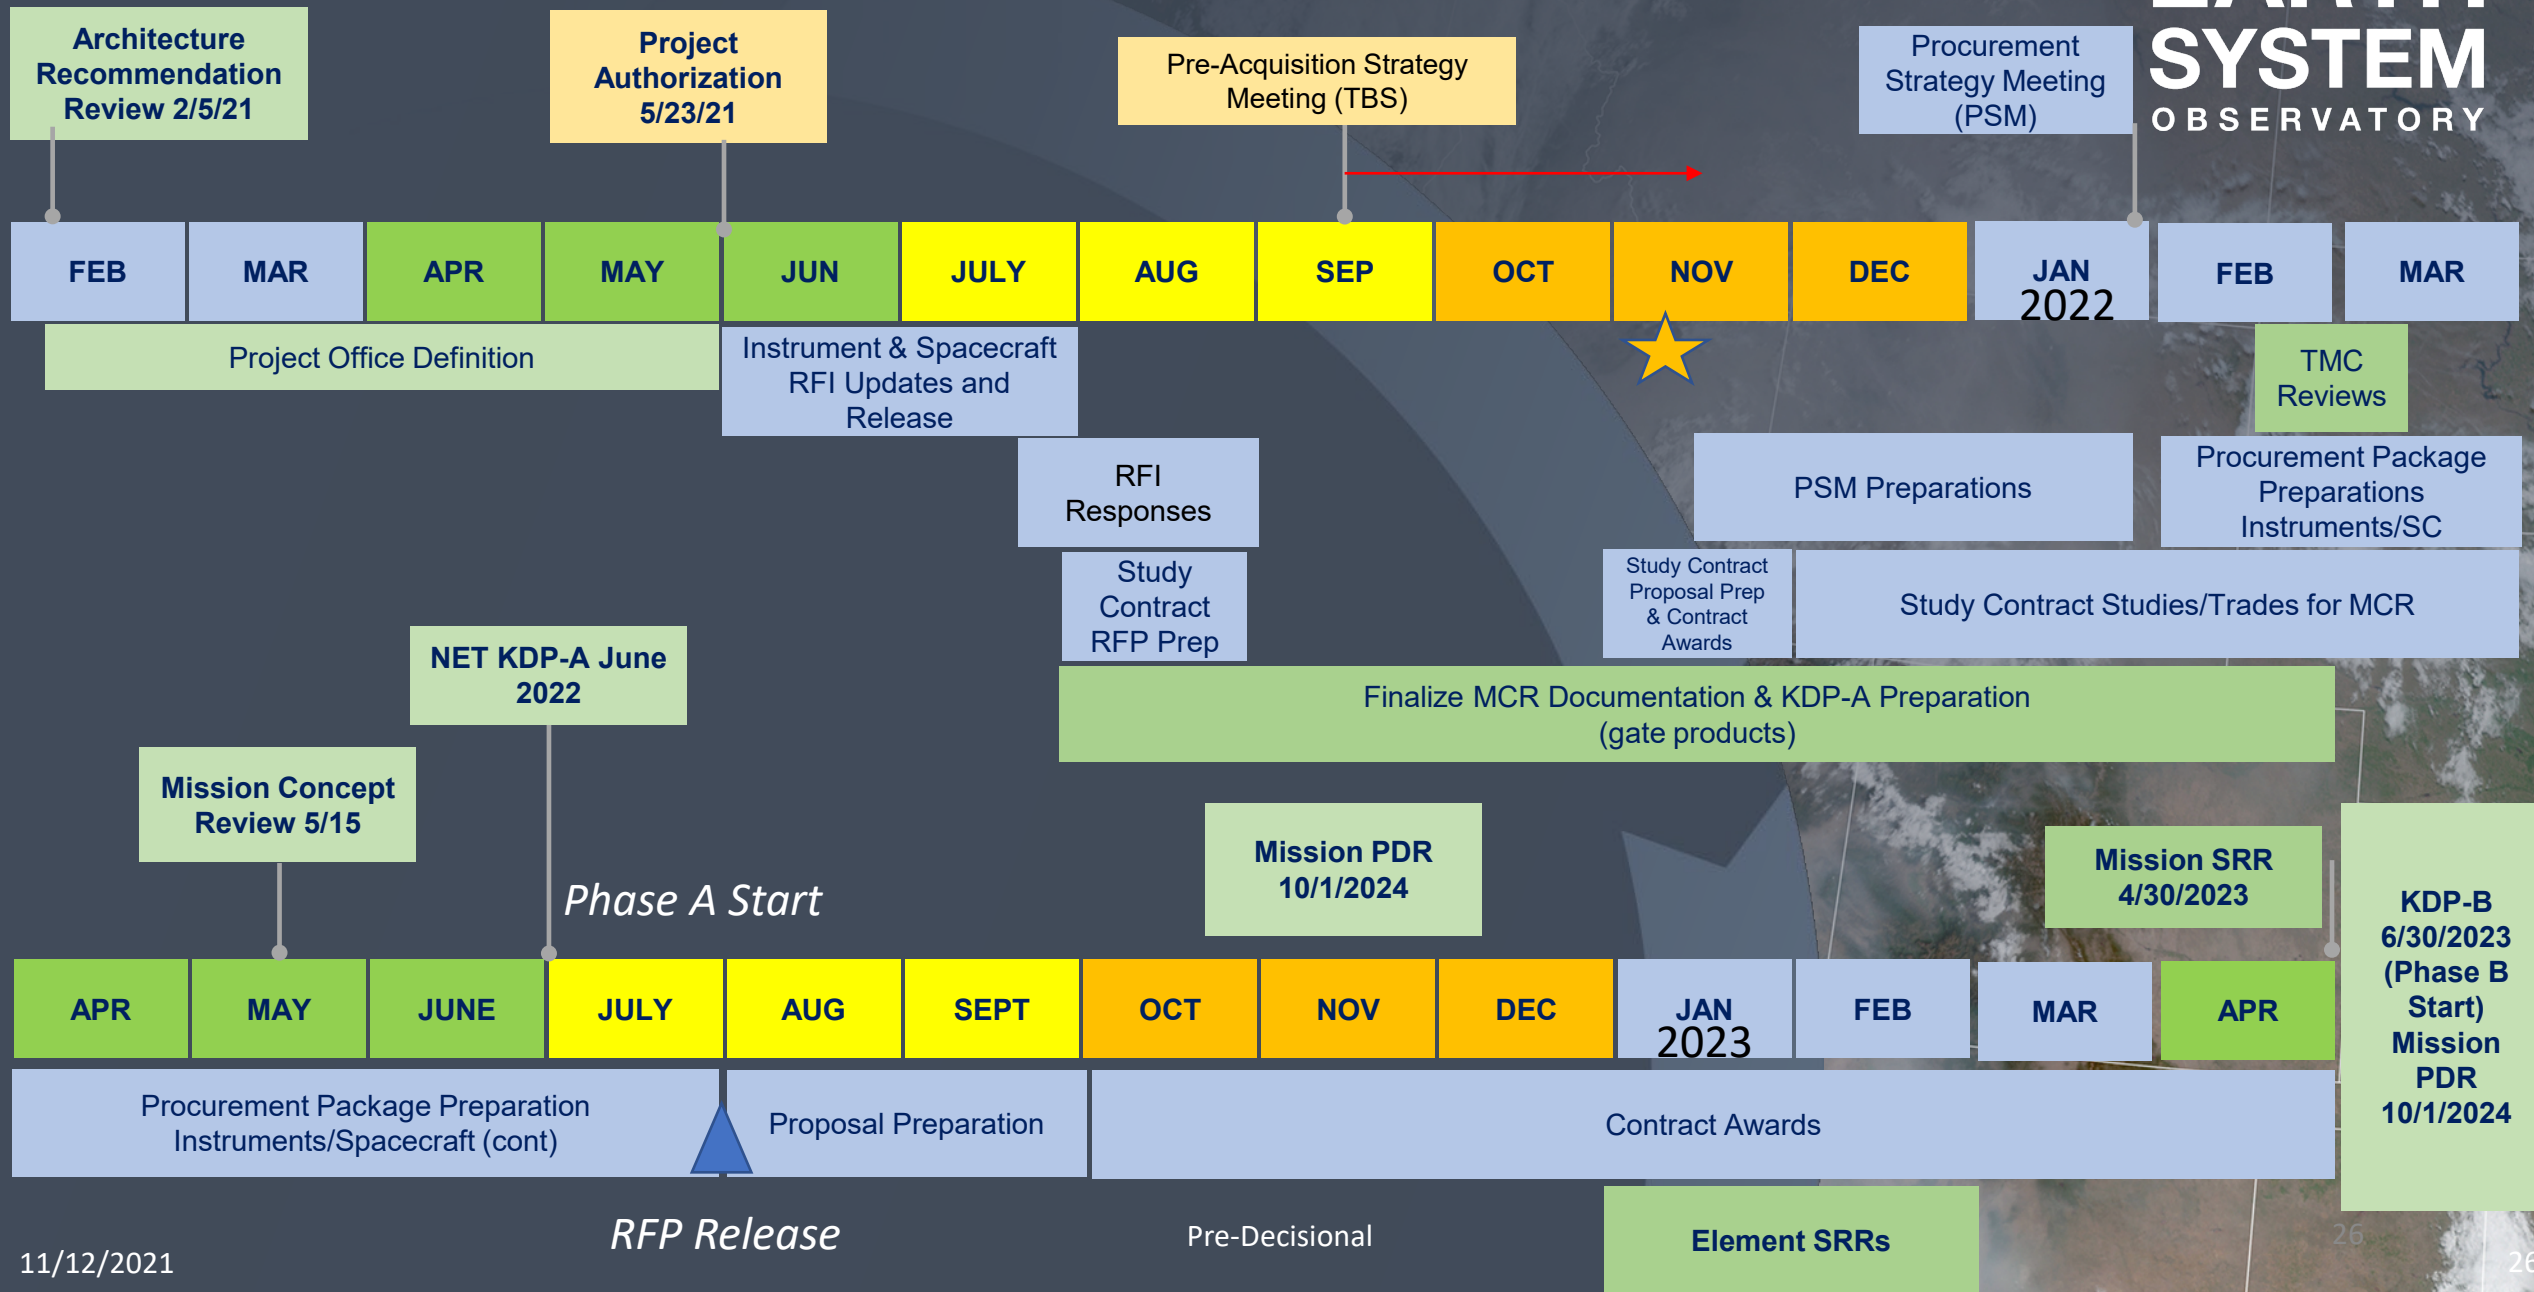 EARTH
SYSTEM
OBSERVATORY
Architecture
Recommendation
Review 2/5/21
Project
Authorization
5/23/21
Pre-Acquisition Strategy
Meeting (TBS)
Procurement
Strategy Meeting
(PSM)
FEB
MAR
APR
MAY
JUN
JULY
AUG
SEP
OCT
NOV
DEC
JAN
2022
FEB
MAR
Project Office Definition
Instrument & Spacecraft
RFI Updates and
Release
TMC
Reviews
RFI
Responses
PSM Preparations
Procurement Package
Preparations
Instruments/SC
Study
Contract
RFP Prep
Study Contract
Proposal Prep
& Contract
Awards
Study Contract Studies/Trades for MCR
Finalize MCR Documentation & KDP-A Preparation
(gate products)
NET KDP-A June
2022
Mission Concept
Review 5/15
Phase A Start
Mission PDR
10/1/2024
Mission SRR
4/30/2023
KDP-B
6/30/2023
(Phase B
Start)
Mission
PDR
10/1/2024
APR
MAY
JUNE
JULY
AUG
SEPT
OCT
NOV
DEC
JAN
2023
FEB
MAR
APR
Procurement Package Preparation
Instruments/Spacecraft (cont)
Proposal Preparation
Contract Awards
RFP Release
Pre-Decisional
Element SRRs
11/12/2021
26
26